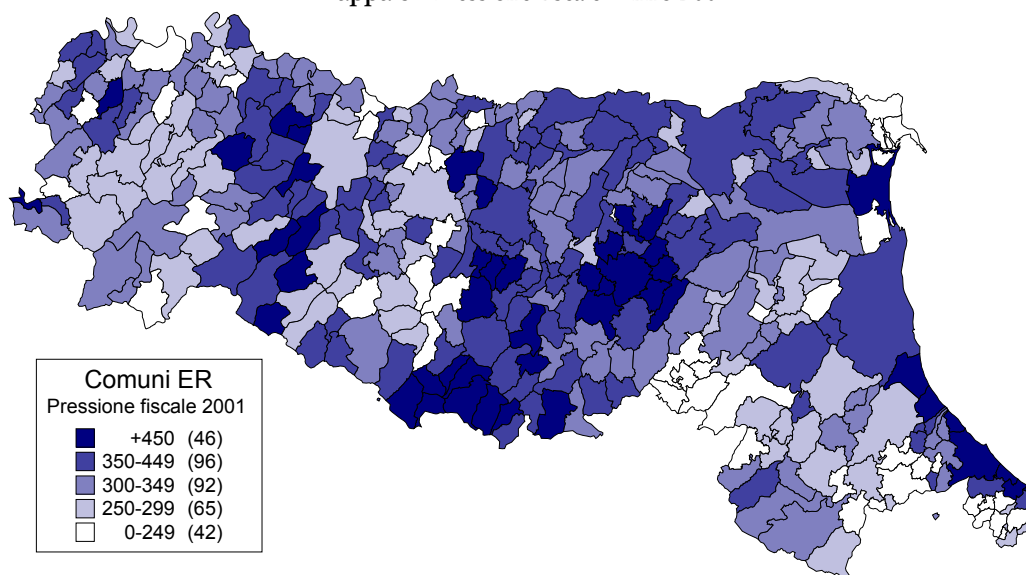 Comuni ER
Pressione fiscale 2001
+450 (46)
350-449 (96)
300-349 (92)
250-299 (65)
0-249 (42)